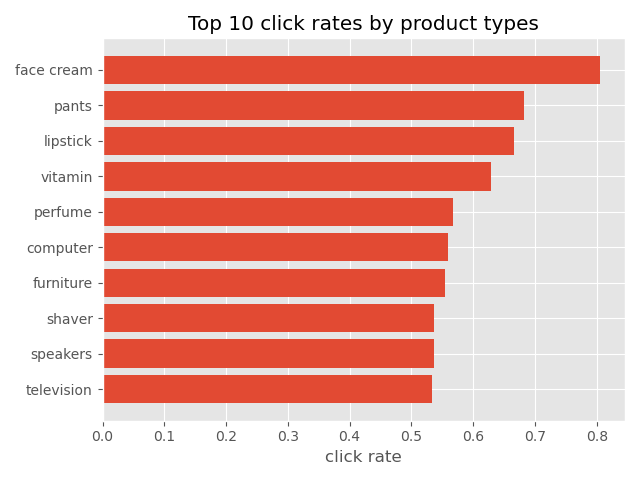 Top 10 click rates by product types
face cream
pants
lipstick
vitamin
perfume
computer
furniture
shaver
speakers
television
0.0 0.1 0.2 0.3 0.4 0.5 0.6 0.7 0.8
click rate